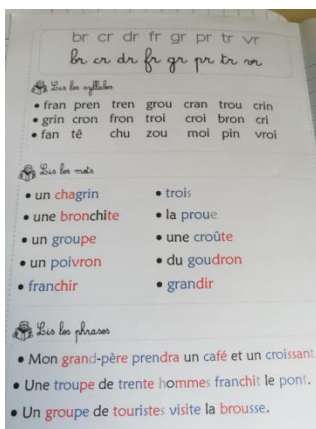 br cr dr fr gr pr tr vr
br cr dr fr gr pr tr vr
Lis les syllabes
• fran pren tren grou cran trou crin
• grin cron fron troi croi bron cri
• fan tê chu zou moi pin vroi
Lis les mots
• un chagrin • trois
• une bronchite • la proue
• un groupe • une croûte
• un poivron • du goudron
• franchir • grandir
Lis les phrases
• Mon grand-père prendra un café et un croissant.
• Une troupe de trente hommes franchit le pont.
• Un groupe de touristes visite la brousse.